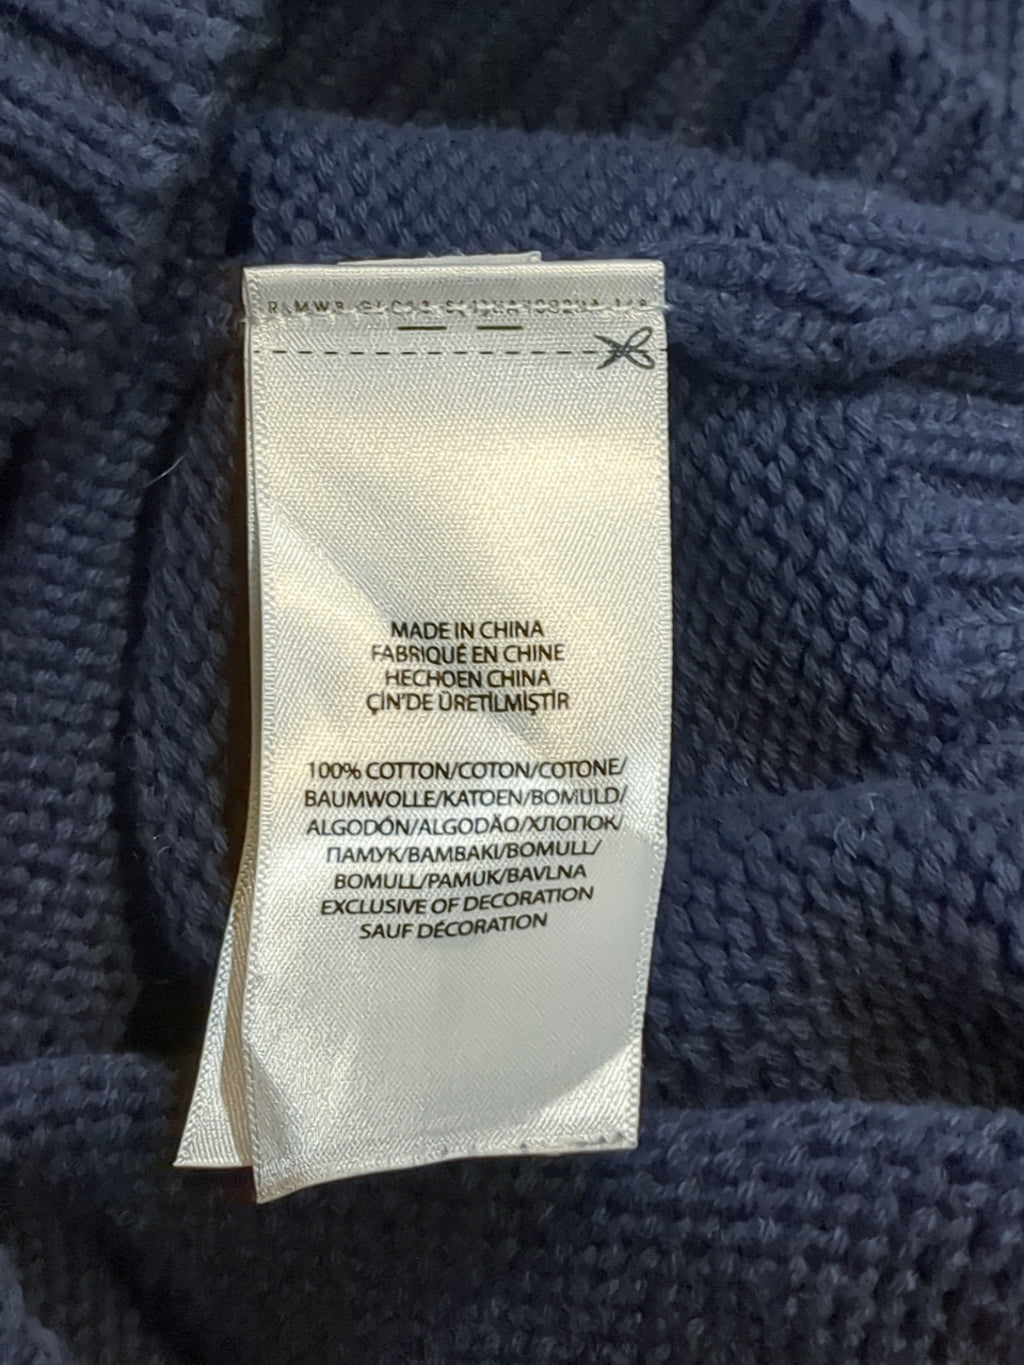 MADE IN CHINA
FABRIQUÉ EN CHINE
HECHOEN CHINA
ÇİN'DE ÜRETİLMİŞTİR
100% COTTON/COTON/COTONE/
BAUMWOLLE/KATOEN/BOMULD/
ALGODÓN/ALGODÃO/ХЛОПОК/
ПАМУК/BAMBAKI/BOMULL/
BOMULL/PAMUK/BAVLNA
EXCLUSIVE OF DECORATION
SAUF DÉCORATION